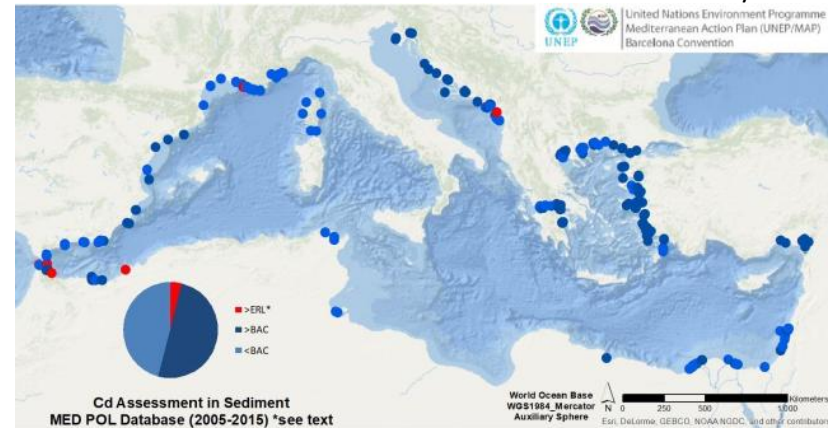 UNEP
United Nations Environment Programme
Mediterranean Action Plan (UNEP/MAP)
Barcelona Convention
>ERL*
>BAC
<BAC
Cd Assessment in Sediment
MED POL Database (2005-2015) *see text
World Ocean Base
WGS1984_Mercator
Auxiliary Sphere
N
Kilometers
0 250 500 1,000
Esri, DeLorme, GEBCO, NOAA NGDC, and other contributors